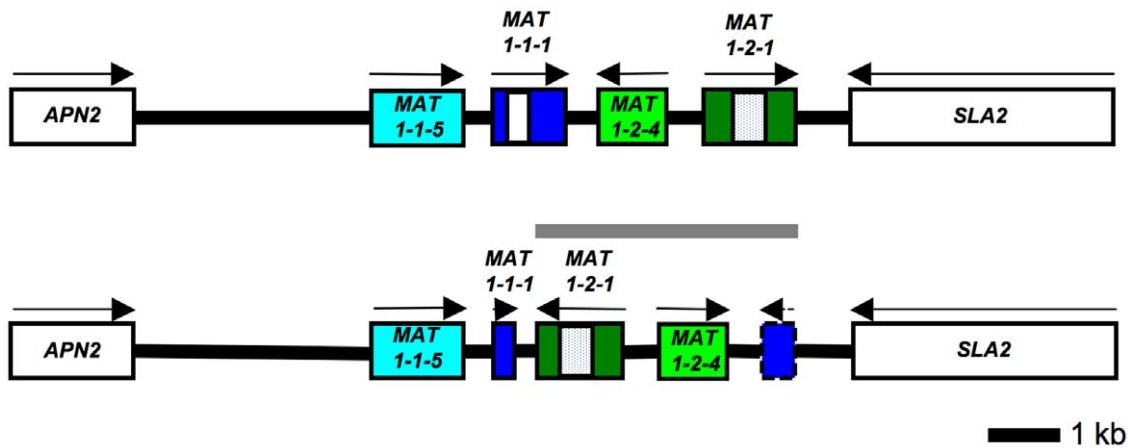 MAT
1-1-1
MAT
1-2-1
APN2
MAT
1-1-5
MAT
1-2-4
SLA2
MAT
1-1-1
MAT
1-2-1
APN2
MAT
1-1-5
MAT
1-2-4
SLA2
1 kb